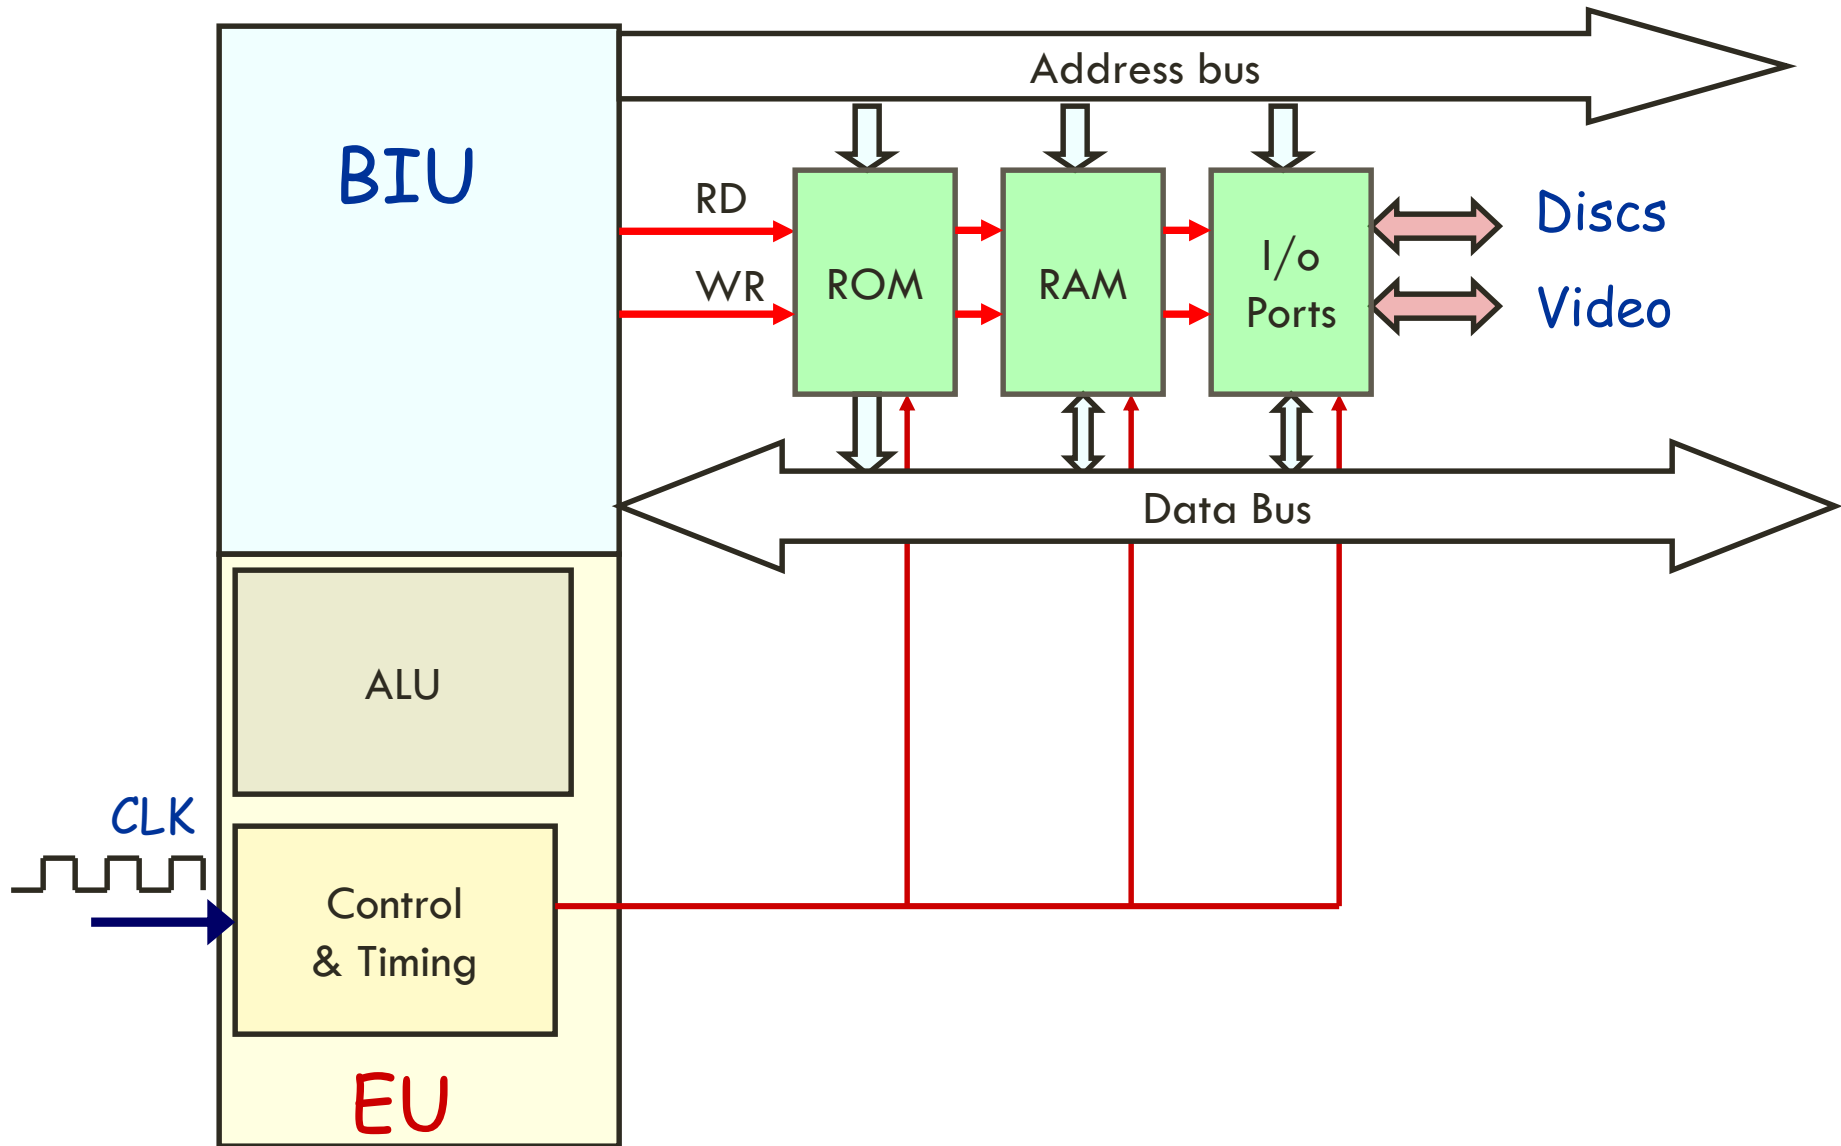 Address bus
BIU
RD
WR
ROM
RAM
I/o
Ports
Discs
Video
Data Bus
ALU
CLK
Control
& Timing
EU